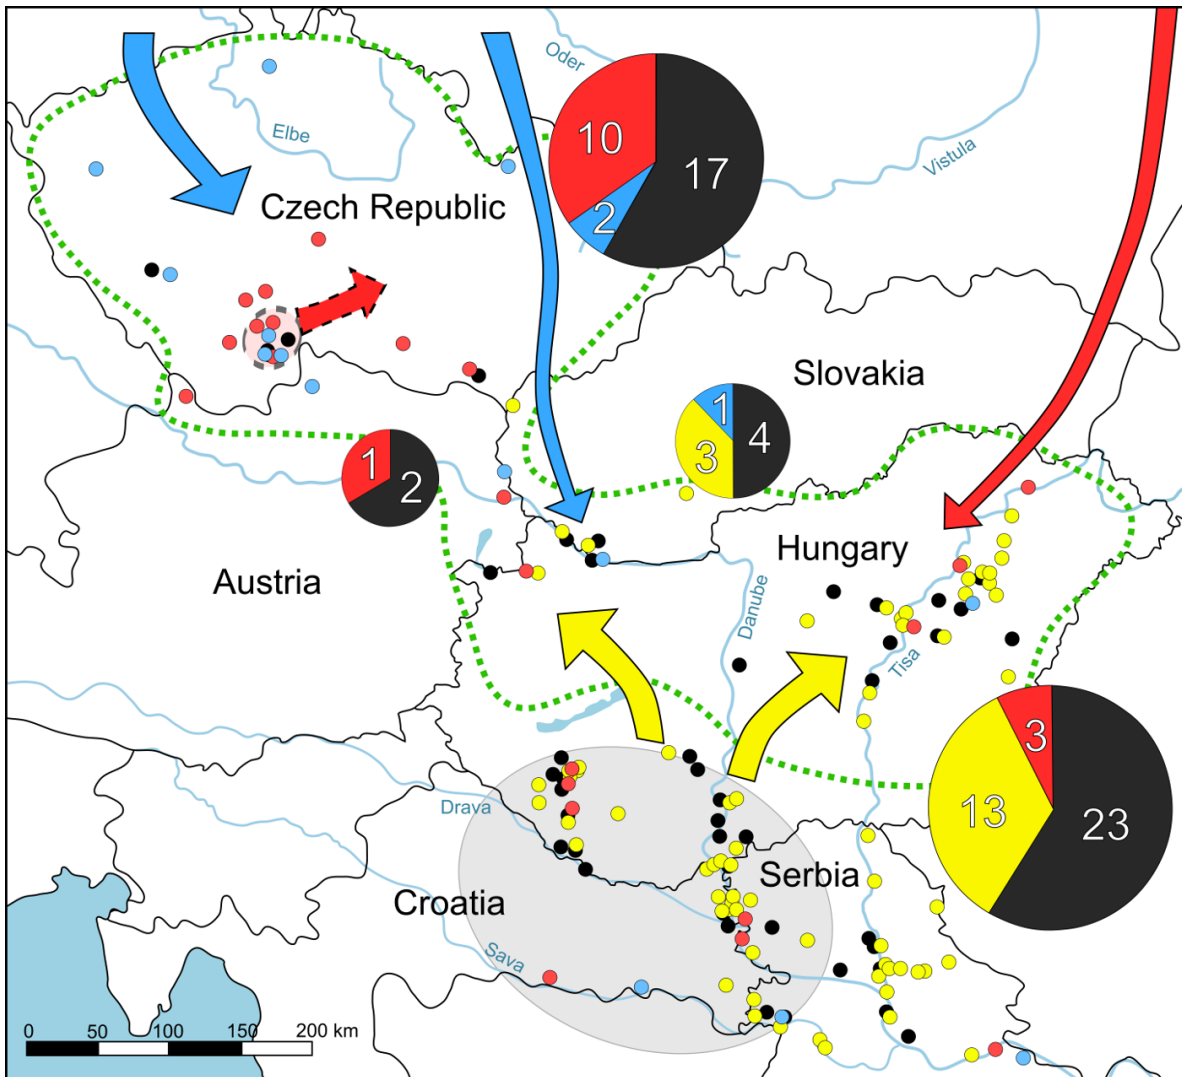 Oder
Elbe
10
17
2
Vistula
Czech Republic
Slovakia
1
3
4
1
2
Hungary
Austria
Danube
Tisa
3
13
23
Drava
Serbia
Croatia
Sava
0 50 100 150 200 km